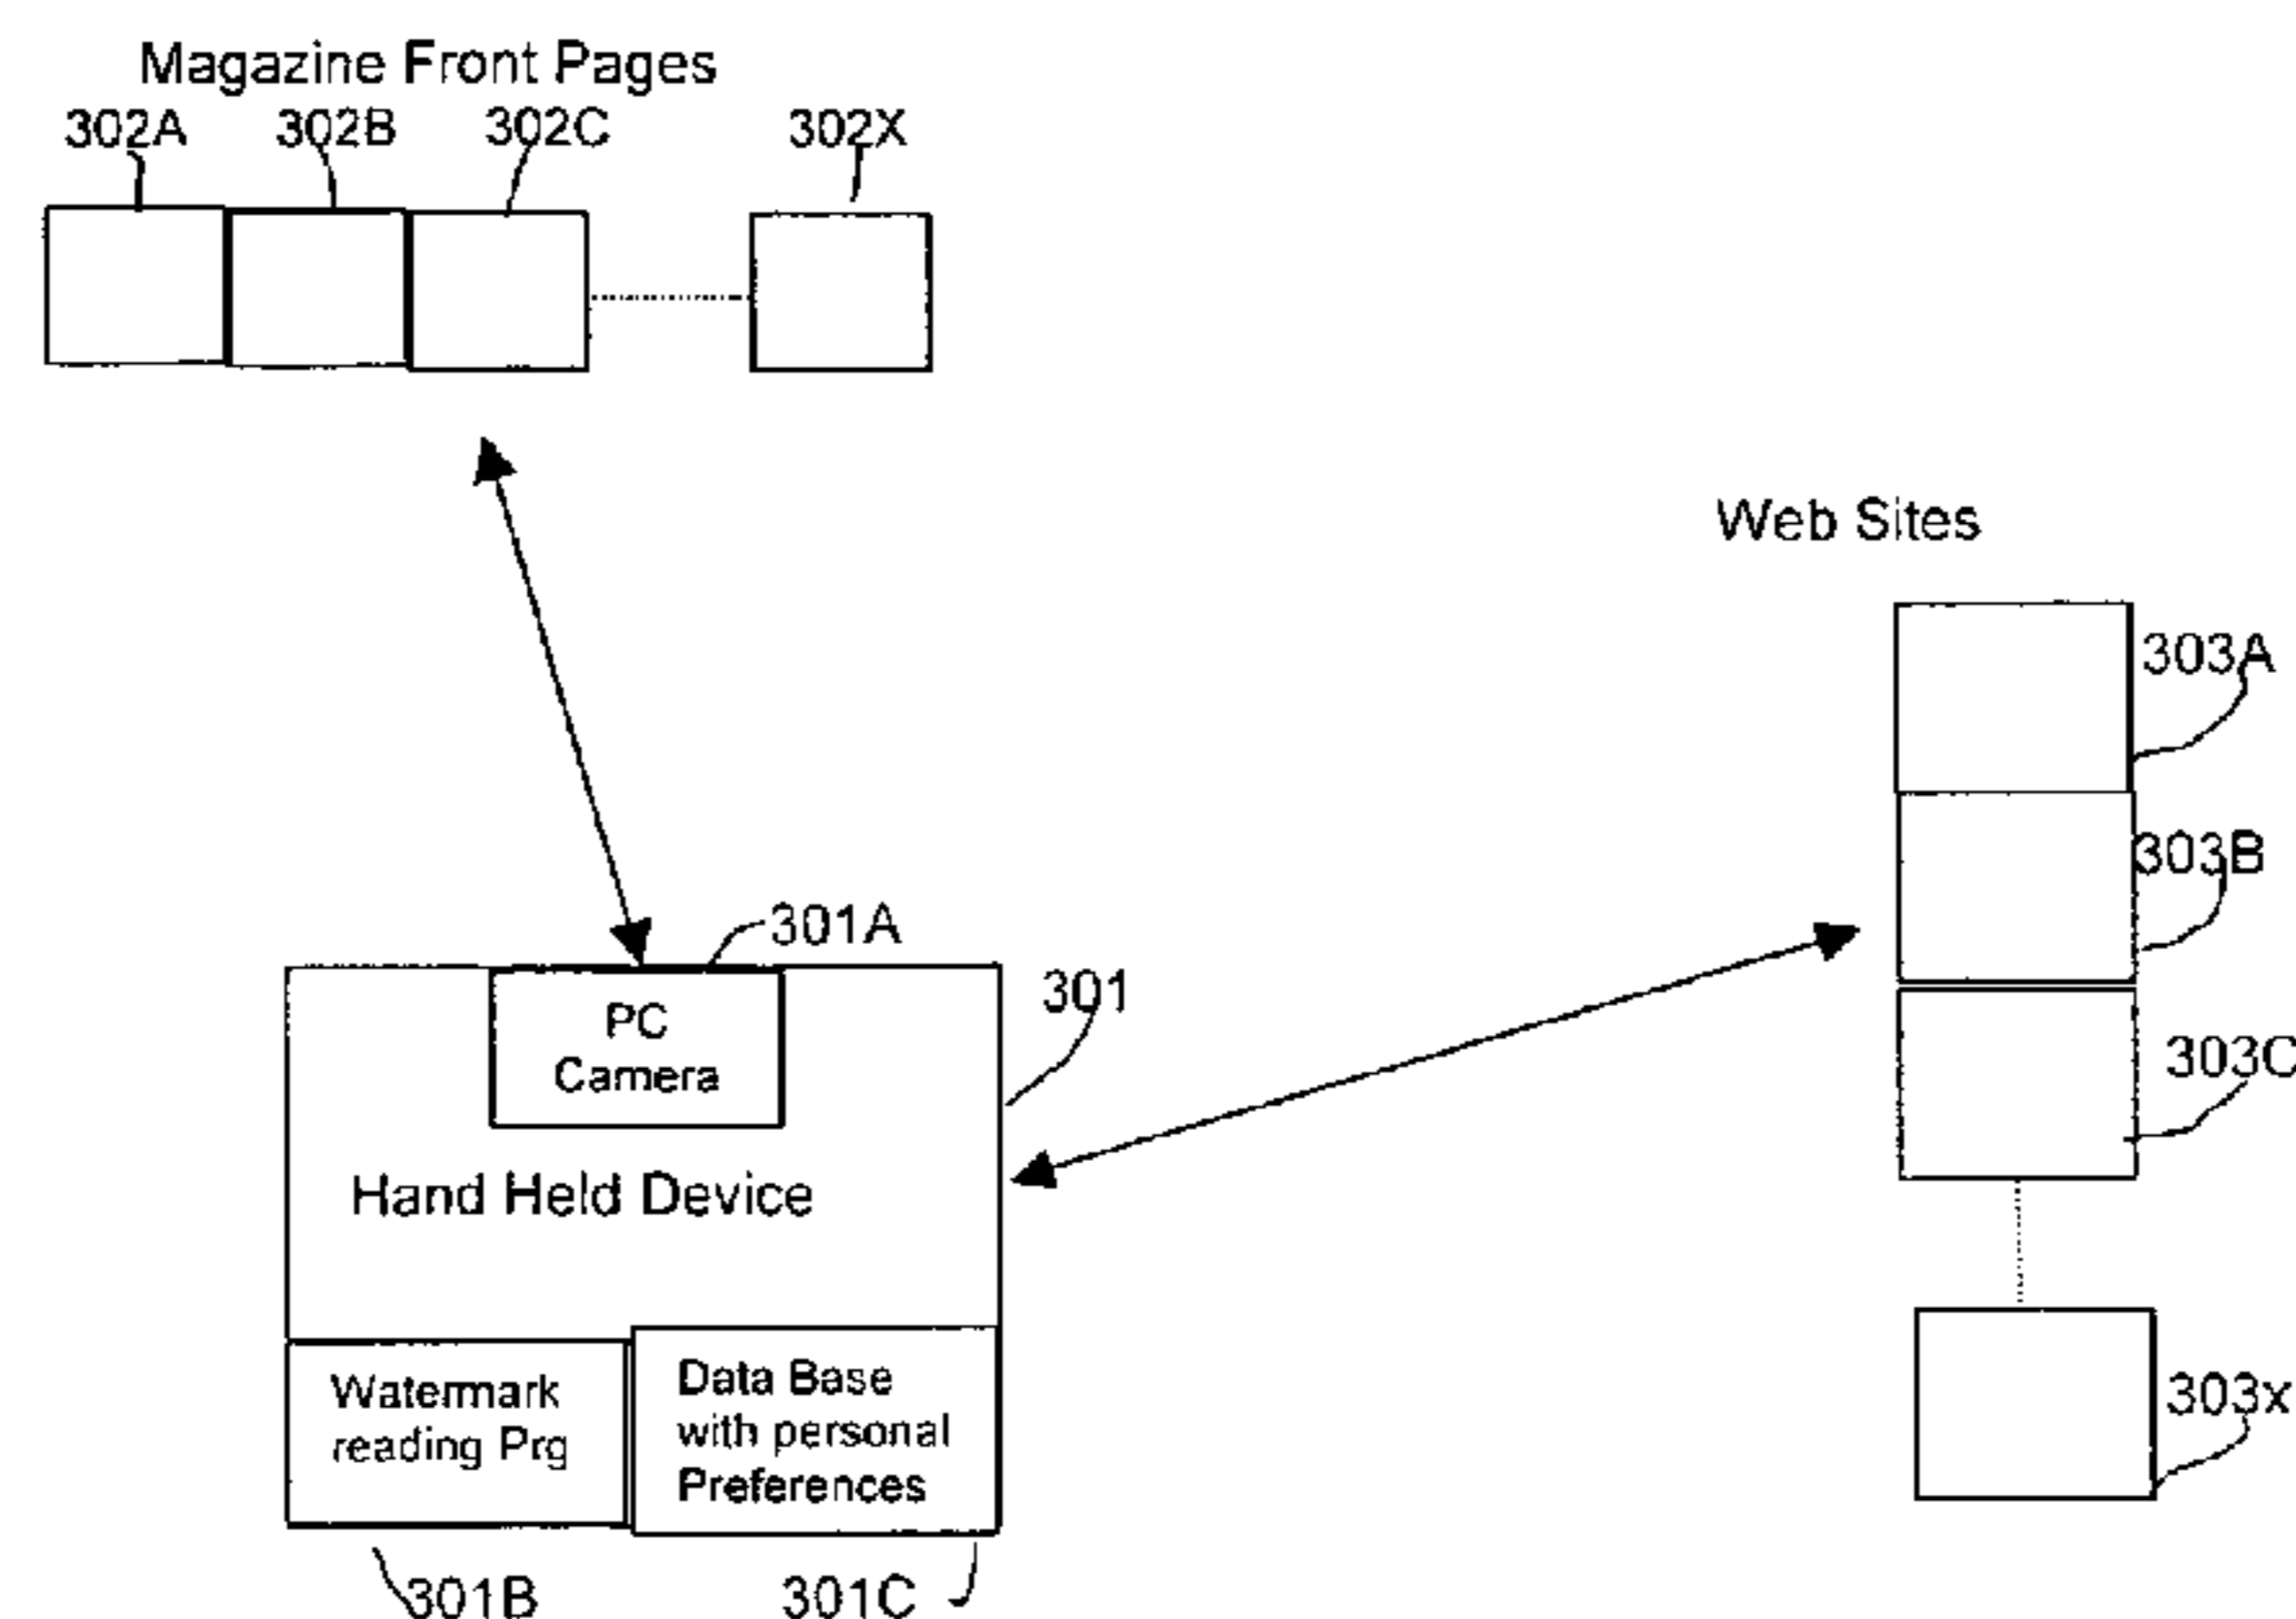 Magazine Front Pages
302A 302B 302C 302X
Web Sites
303A
303B
303C
303x
301A
301
PC
Camera
Hand Held Device
Watermark
reading Prg
Data Base
with personal
Preferences
301B 301C